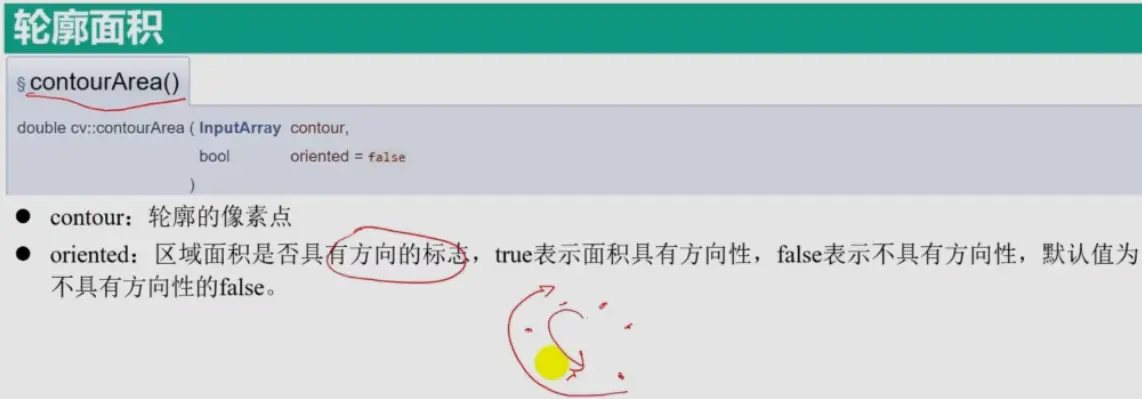 轮廓面积
§ contourArea()
double cv::contourArea ( InputArray contour,
bool oriented = false
)
● contour：轮廓的像素点
● oriented：区域面积是否具有方向的标志，true表示面积具有方向性，false表示不具有方向性，默认值为
不具有方向性的false。